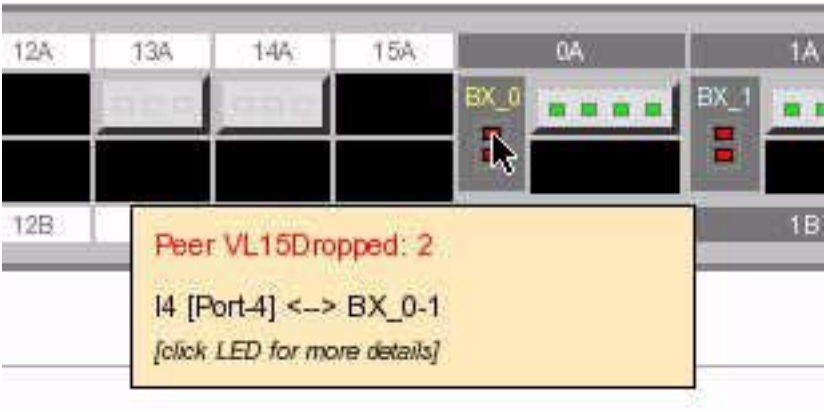 12A 13A 14A 15A 0A 1A
BX_0 BX_1
12B 1B
Peer VL15Dropped: 2
I4 [Port-4] <--> BX_0-1
[click LED for more details]